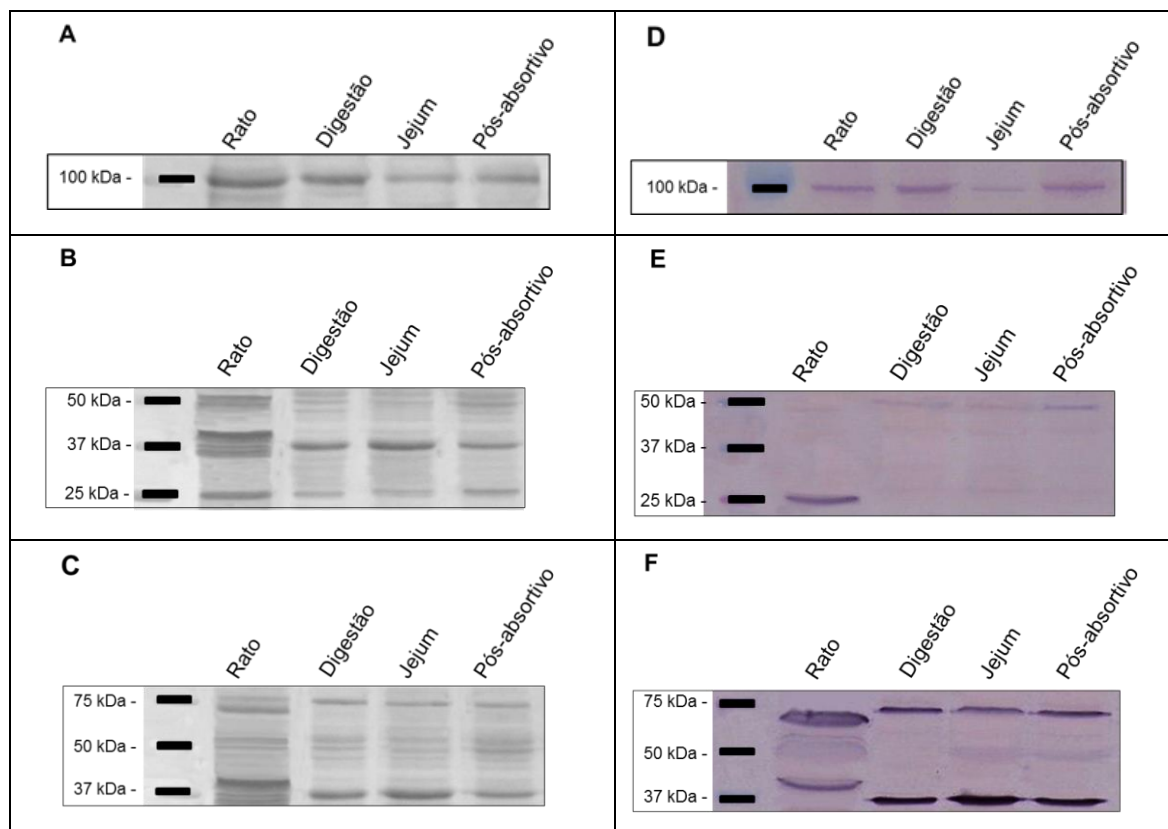 A
Rato
Digestão
Jejum
Pós-absortivo
100 kDa -
D
Rato
Digestão
Jejum
Pós-absortivo
100 kDa -
B
Rato
Digestão
Jejum
Pós-absortivo
50 kDa -
37 kDa -
25 kDa -
E
Rato
Digestão
Jejum
Pós-absortivo
50 kDa -
37 kDa -
25 kDa -
C
Rato
Digestão
Jejum
Pós-absortivo
75 kDa -
50 kDa -
37 kDa -
F
Rato
Digestão
Jejum
Pós-absortivo
75 kDa -
50 kDa -
37 kDa -